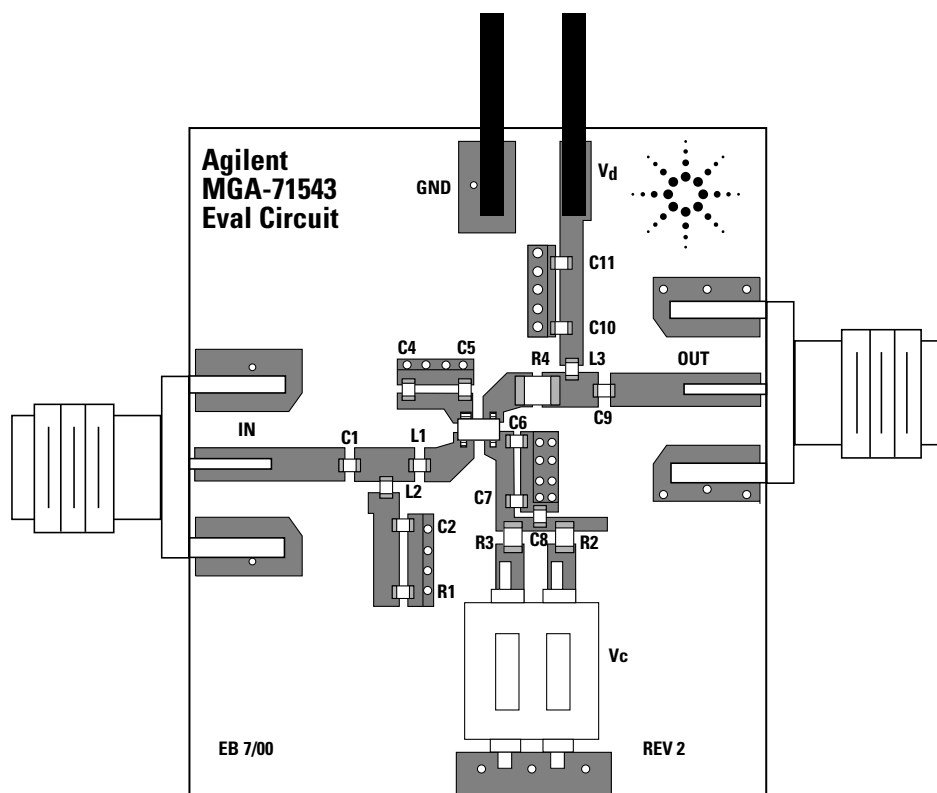 Agilent
MGA-71543
Eval Circuit
GND
Vd
C11
C10
C4
C5
R4
L3
OUT
C9
IN
C1
L1
C6
L2
C7
C2
R3
C8
R2
R1
Vc
EB 7/00
REV 2